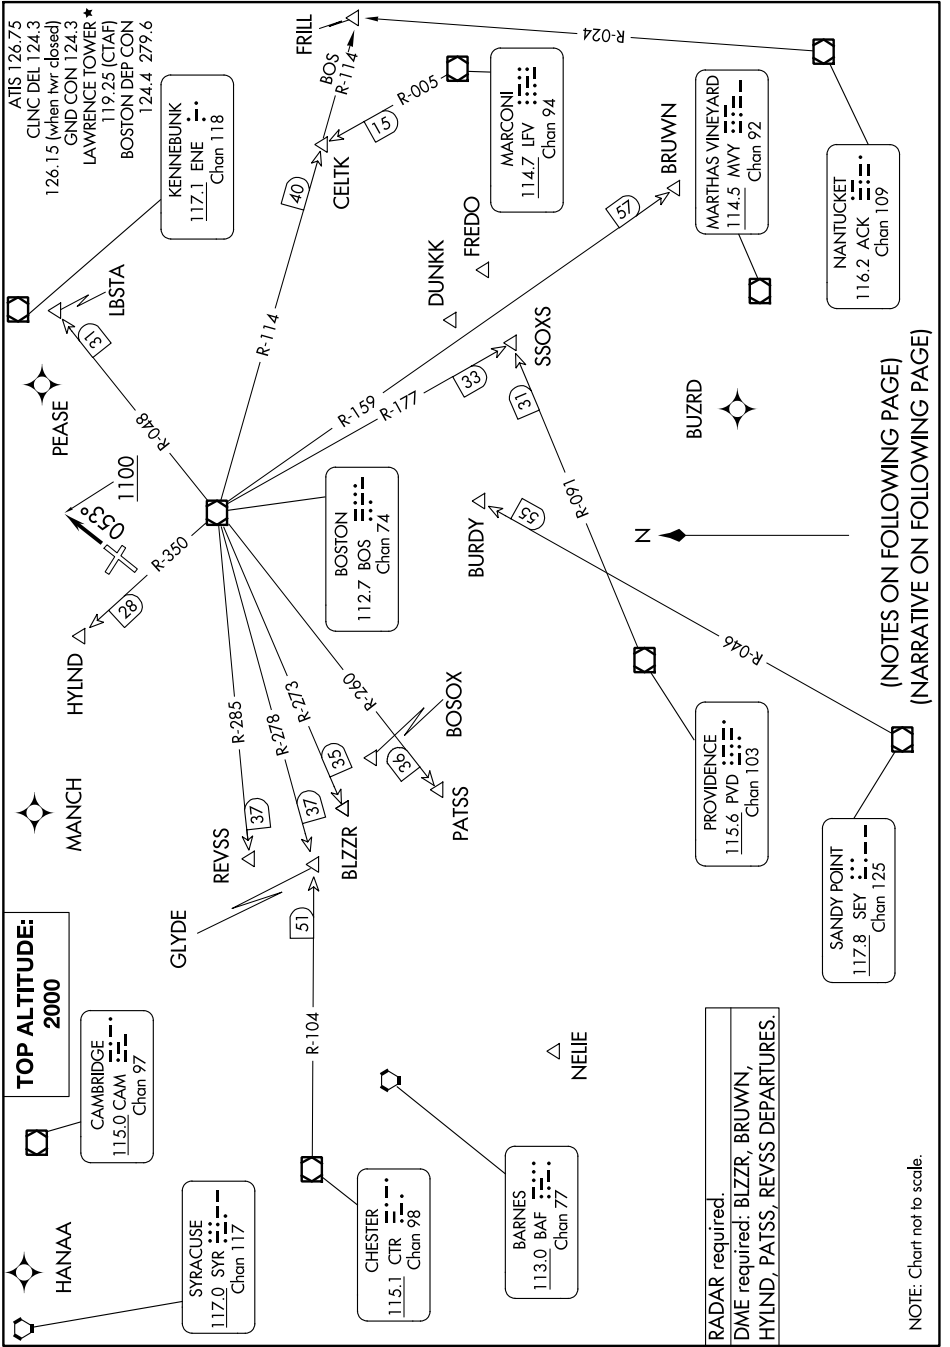 TOP ALTITUDE:
2000
ATIS 126.75
CLNC DEL 124.3
126.15 (when twr closed)
GND CON 124.3
LAWRENCE TOWER★
119.25 (CTAF)
BOSTON DEP CON
124.4 279.6
HANAA
SYRACUSE
117.0 SYR
Chan 117
CAMBRIDGE
115.0 CAM
Chan 97
MANCH
HYLND
28
R-350
053°
1100
PEASE
R-048
31
LBSTA
KENNEBUNK
117.1 ENE
Chan 118
FRILL
BOS
R-114
CHESTER
115.1 CTR
Chan 98
R-104
51
GLYDE
REVSS
37
R-285
BLZZR
37
R-278
35
R-273
BOSOX
PATSS
36
R-260
BOSTON
112.7 BOS
Chan 74
R-114
40
CELTK
15
R-005
MARCONI
114.7 LFV
Chan 94
R-024
BARNES
113.0 BAF
Chan 77
NELIE
BURDY
55
R-046
R-159
57
BRUWN
R-177
33
SSOXS
31
R-091
DUNKK
FREDO
PROVIDENCE
115.6 PVD
Chan 103
BUZRD
MARTHAS VINEYARD
114.5 MVY
Chan 92
NANTUCKET
116.2 ACK
Chan 109
SANDY POINT
117.8 SEY
Chan 125
N
RADAR required.
DME required: BLZZR, BRUWN,
HYLND, PATSS, REVSS DEPARTURES.
(NOTES ON FOLLOWING PAGE)
(NARRATIVE ON FOLLOWING PAGE)
NOTE: Chart not to scale.